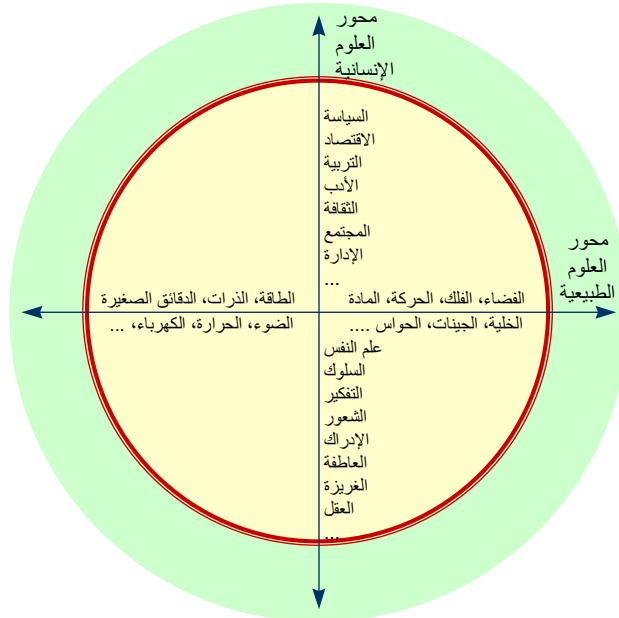 محور
العلوم
الإنسانية
السياسة
الاقتصاد
التربية
الأدب
الثقافة
المجتمع
الإدارة
...
محور
العلوم
الطبيعية
الفضاء، الفلك، الحركة، المادة
الطاقة، الذرات، الدقائق الصغيرة
الخلية، الجينات، الحواس ....
الضوء، الحرارة، الكهرباء، ...
علم النفس
السلوك
التفكير
الشعور
الإدراك
العاطفة
الغريزة
العقل
...